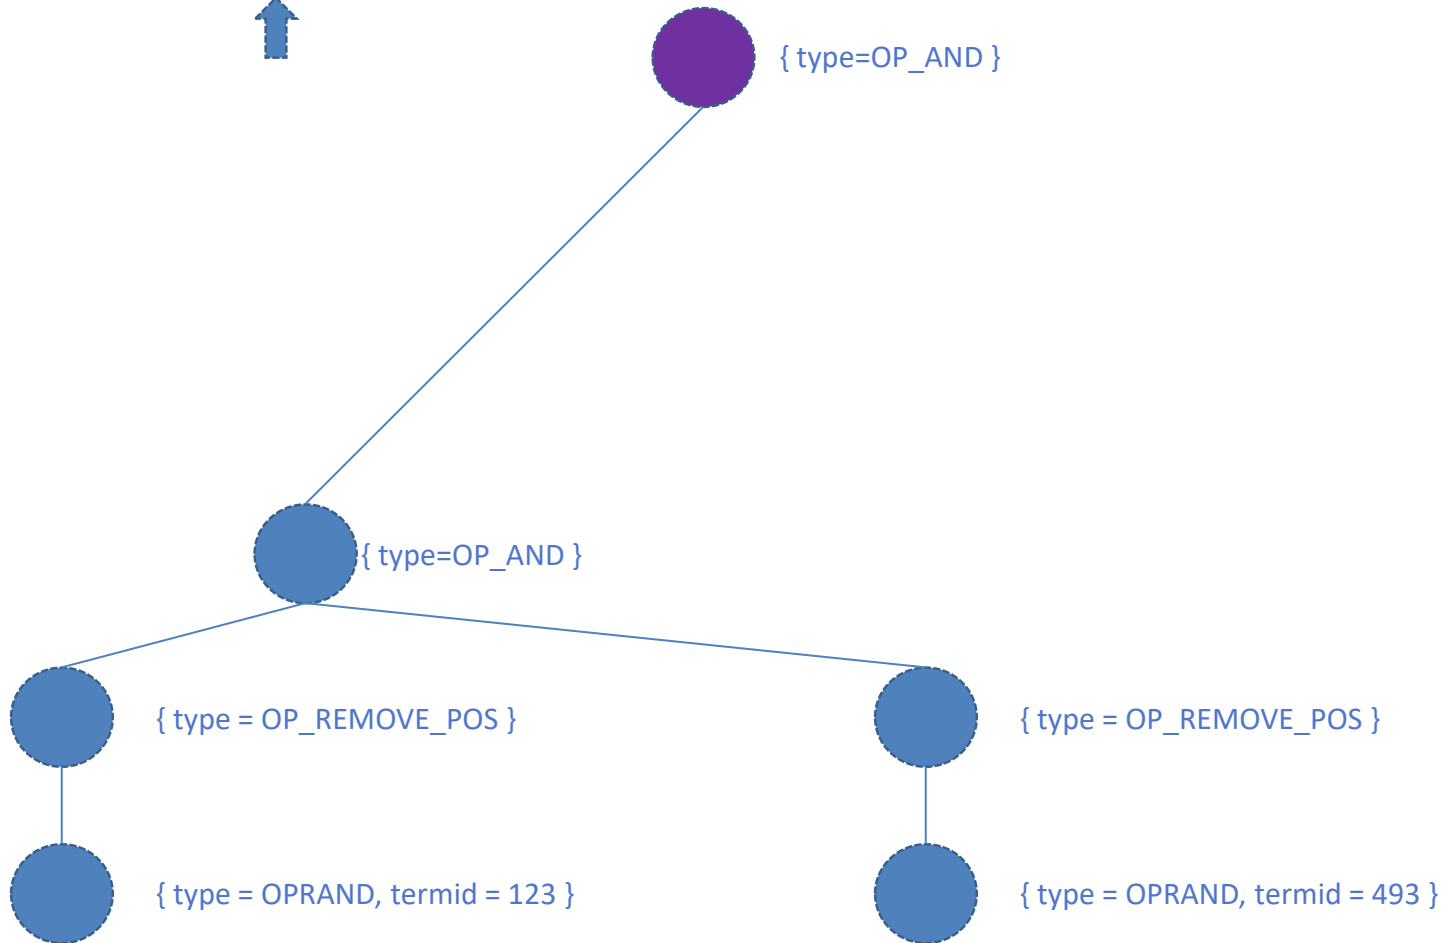 { type=OP_AND }
{ type=OP_AND }
{ type = OP_REMOVE_POS }
{ type = OP_REMOVE_POS }
{ type = OPRAND, termid = 123 }
{ type = OPRAND, termid = 493 }